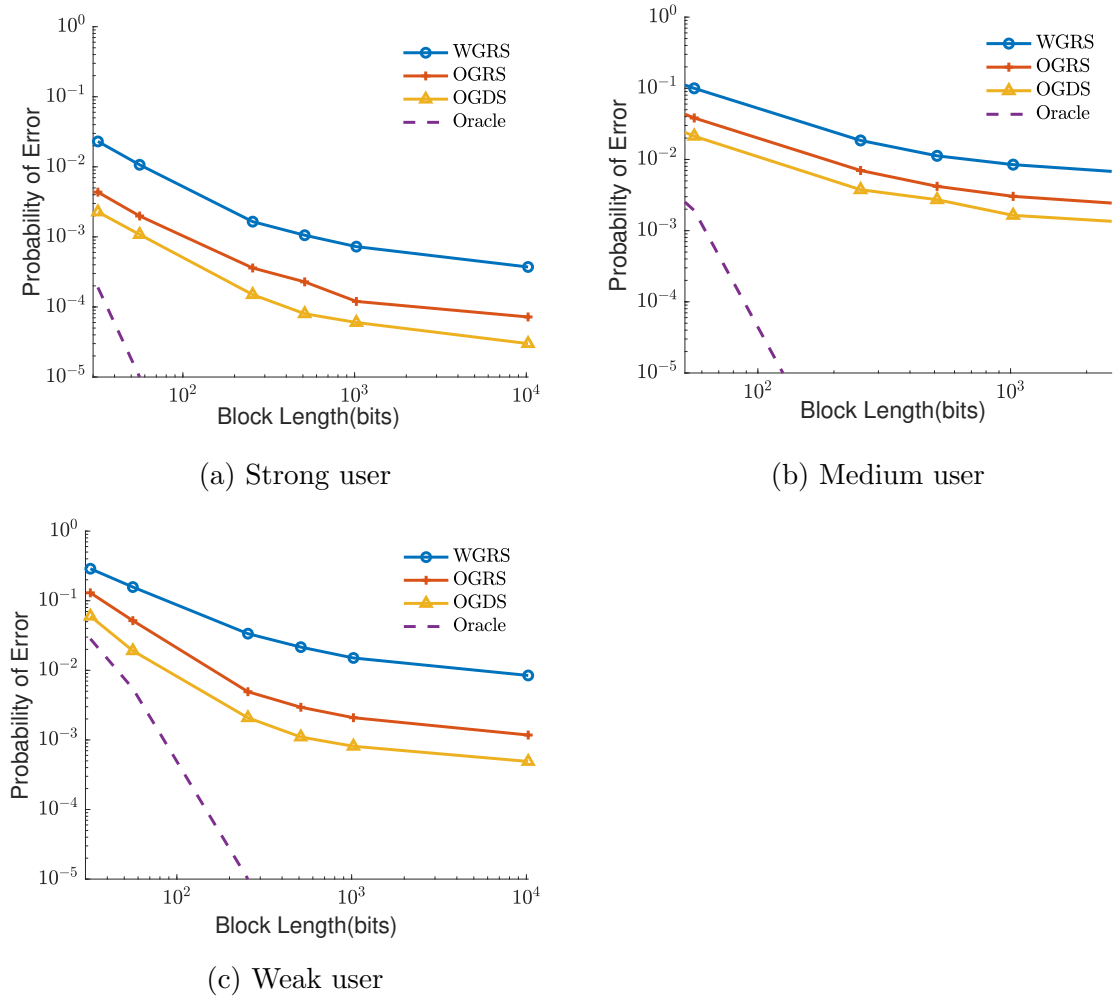 10^0
10^-1
10^-2
10^-3
10^-4
10^-5
Probability of Error
WGRS
OGRS
OGDS
Oracle
10^2
10^3
10^4
Block Length(bits)
(a) Strong user
10^0
10^-1
10^-2
10^-3
10^-4
10^-5
Probability of Error
WGRS
OGRS
OGDS
Oracle
10^2
10^3
Block Length(bits)
(b) Medium user
10^0
10^-1
10^-2
10^-3
10^-4
10^-5
Probability of Error
WGRS
OGRS
OGDS
Oracle
10^2
10^3
10^4
Block Length(bits)
(c) Weak user